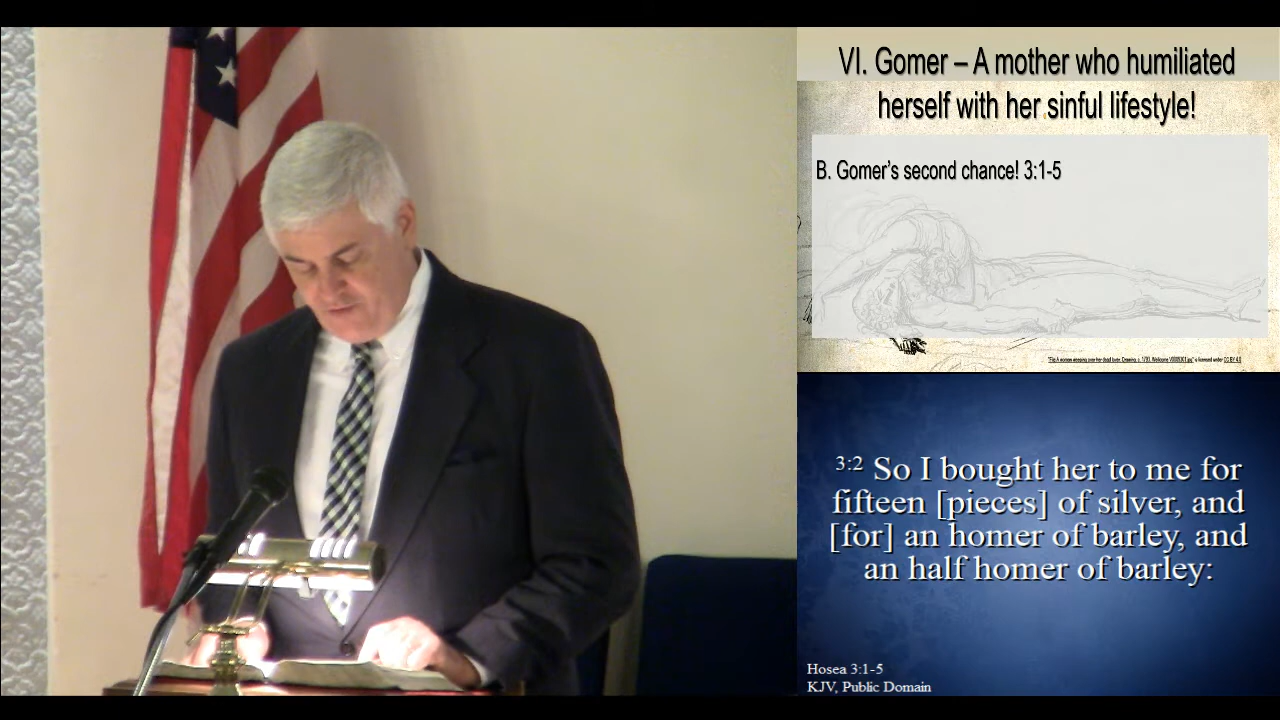 VI. Gomer – A mother who humiliated
herself with her sinful lifestyle!
B. Gomer's second chance! 3:1-5
3:2 So I bought her to me for
fifteen [pieces] of silver, and
[for] an homer of barley, and
an half homer of barley:
Hosea 3:1-5
KJV, Public Domain